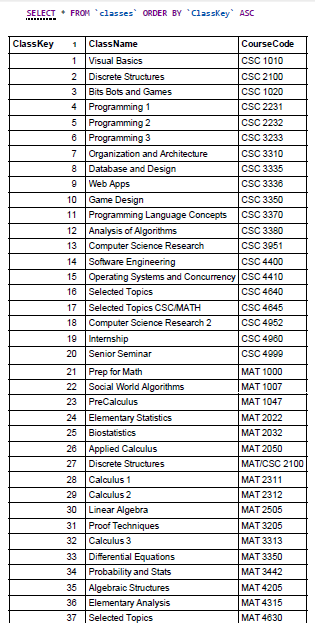 SELECT * FROM `classes` ORDER BY `ClassKey` ASC
ClassKey 1 ClassName CourseCode
1 Visual Basics CSC 1010
2 Discrete Structures CSC 2100
3 Bits Bots and Games CSC 1020
4 Programming 1 CSC 2231
5 Programming 2 CSC 2232
6 Programming 3 CSC 3233
7 Organization and Architecture CSC 3310
8 Database and Design CSC 3335
9 Web Apps CSC 3336
10 Game Design CSC 3350
11 Programming Language Concepts CSC 3370
12 Analysis of Algorithms CSC 3380
13 Computer Science Research CSC 3951
14 Software Engineering CSC 4400
15 Operating Systems and Concurrency CSC 4410
16 Selected Topics CSC 4640
17 Selected Topics CSC/MATH CSC 4645
18 Computer Science Research 2 CSC 4952
19 Internship CSC 4960
20 Senior Seminar CSC 4999
21 Prep for Math MAT 1000
22 Social World Algorithms MAT 1007
23 PreCalculus MAT 1047
24 Elementary Statistics MAT 2022
25 Biostatistics MAT 2032
26 Applied Calculus MAT 2050
27 Discrete Structures MAT/CSC 2100
28 Calculus 1 MAT 2311
29 Calculus 2 MAT 2312
30 Linear Algebra MAT 2505
31 Proof Techniques MAT 3205
32 Calculus 3 MAT 3313
33 Differential Equations MAT 3350
34 Probability and Stats MAT 3442
35 Algebraic Structures MAT 4205
36 Elementary Analysis MAT 4315
37 Selected Topics MAT 4630